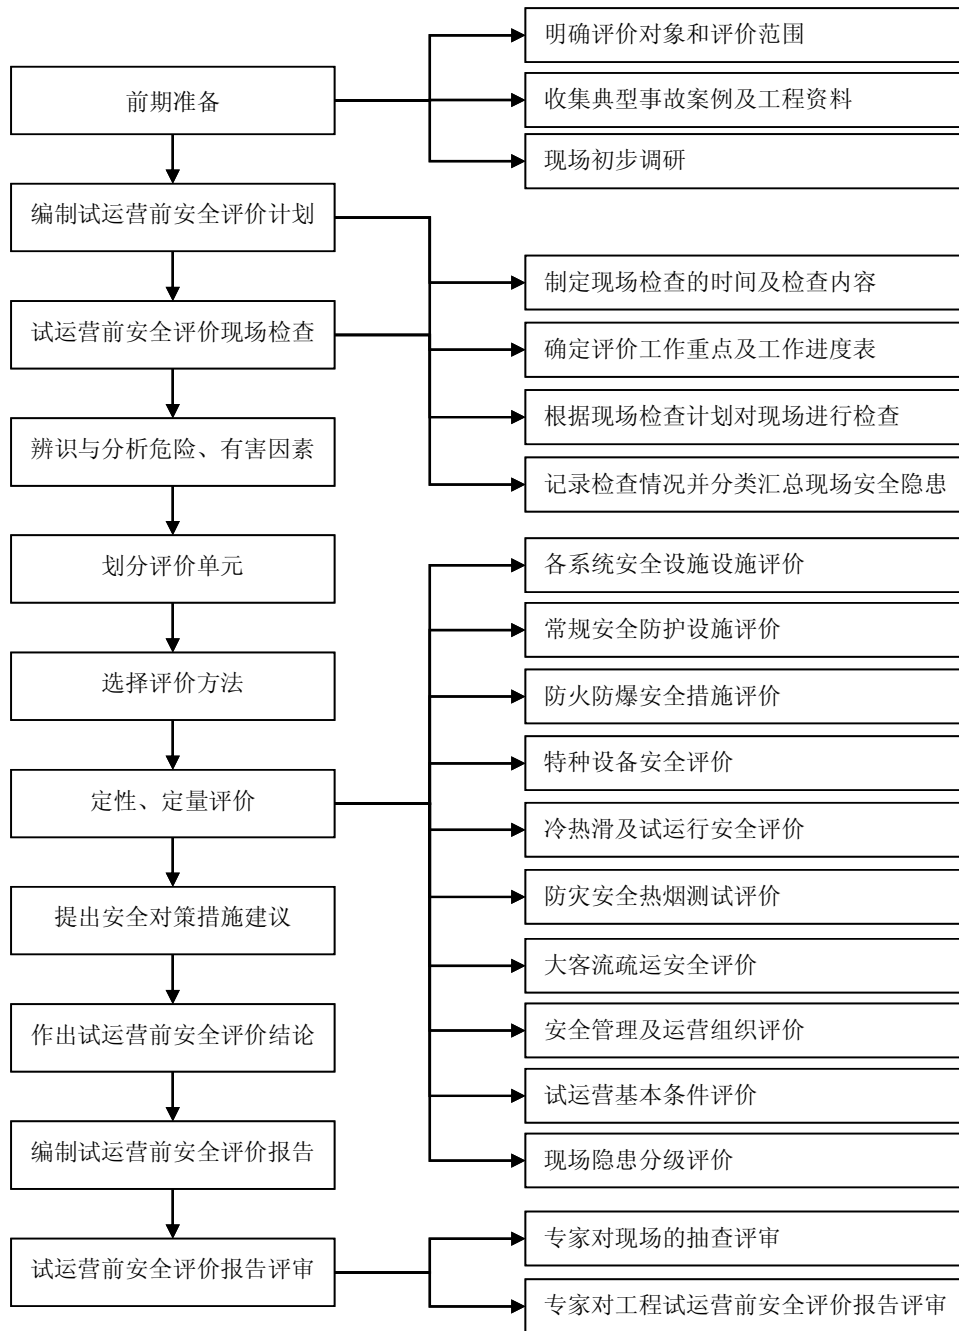 前期准备
明确评价对象和评价范围
收集典型事故案例及工程资料
现场初步调研
编制试运营前安全评价计划
试运营前安全评价现场检查
制定现场检查的时间及检查内容
确定评价工作重点及工作进度表
根据现场检查计划对现场进行检查
记录检查情况并分类汇总现场安全隐患
辨识与分析危险、有害因素
划分评价单元
选择评价方法
定性、定量评价
各系统安全设施设施评价
常规安全防护设施评价
防火防爆安全措施评价
特种设备安全评价
冷热滑及试运行安全评价
防灾安全热烟测试评价
大客流疏运安全评价
安全管理及运营组织评价
试运营基本条件评价
现场隐患分级评价
提出安全对策措施建议
作出试运营前安全评价结论
编制试运营前安全评价报告
试运营前安全评价报告评审
专家对现场的抽查评审
专家对工程试运营前安全评价报告评审